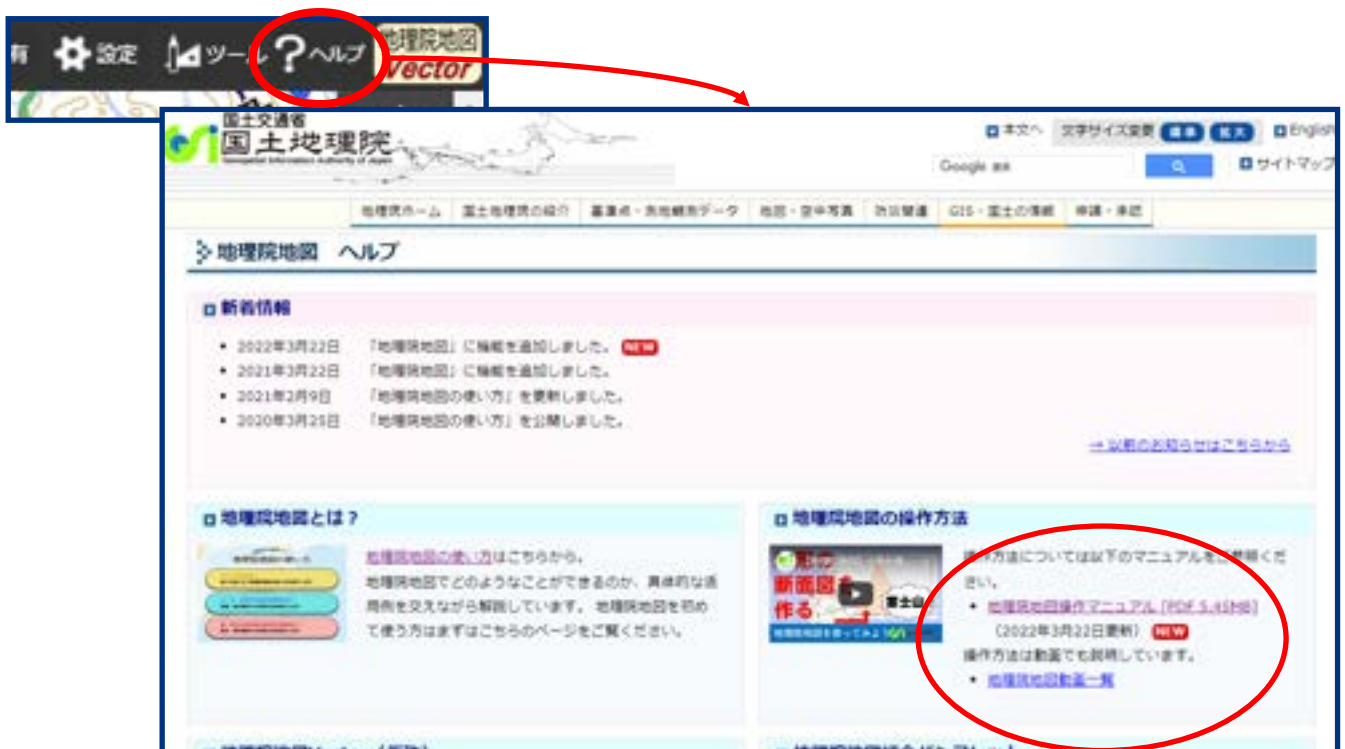 有 設定 ツール ? ヘルプ 地理院地図
Vector
国土交通省
国土地理院
Geospatial Information Authority of Japan
本文へ 文字サイズ変更 標準 拡大 English
Google サイトマップ
地理院ホーム 国土地理院の紹介 基準点・測地観測データ 地図・空中写真 防災関連 GIS・国土の情報 申請・承認
地理院地図 ヘルプ
新着情報
• 2022年3月22日 「地理院地図」に機能を追加しました。 NEW
• 2021年3月22日 「地理院地図」に機能を追加しました。
• 2021年2月9日 「地理院地図の使い方」を更新しました。
• 2020年3月25日 「地理院地図の使い方」を公開しました。
→ 以前のお知らせはこちらから
地理院地図とは？
地理院地図の使い方はこちらから。
地理院地図でどのようなことができるのか、具体的な活
用例を交えながら解説しています。 地理院地図を初め
て使う方はまずはこちらのページをご覧ください。
地理院地図の操作方法
断面図を
作る
富士山
操作方法については以下のマニュアルをご参照くだ
さい。
• 地理院地図操作マニュアル [PDF 5.45MB]
（2022年3月22日更新） NEW
操作方法は動画でも説明しています。
• 地理院地図動画一覧